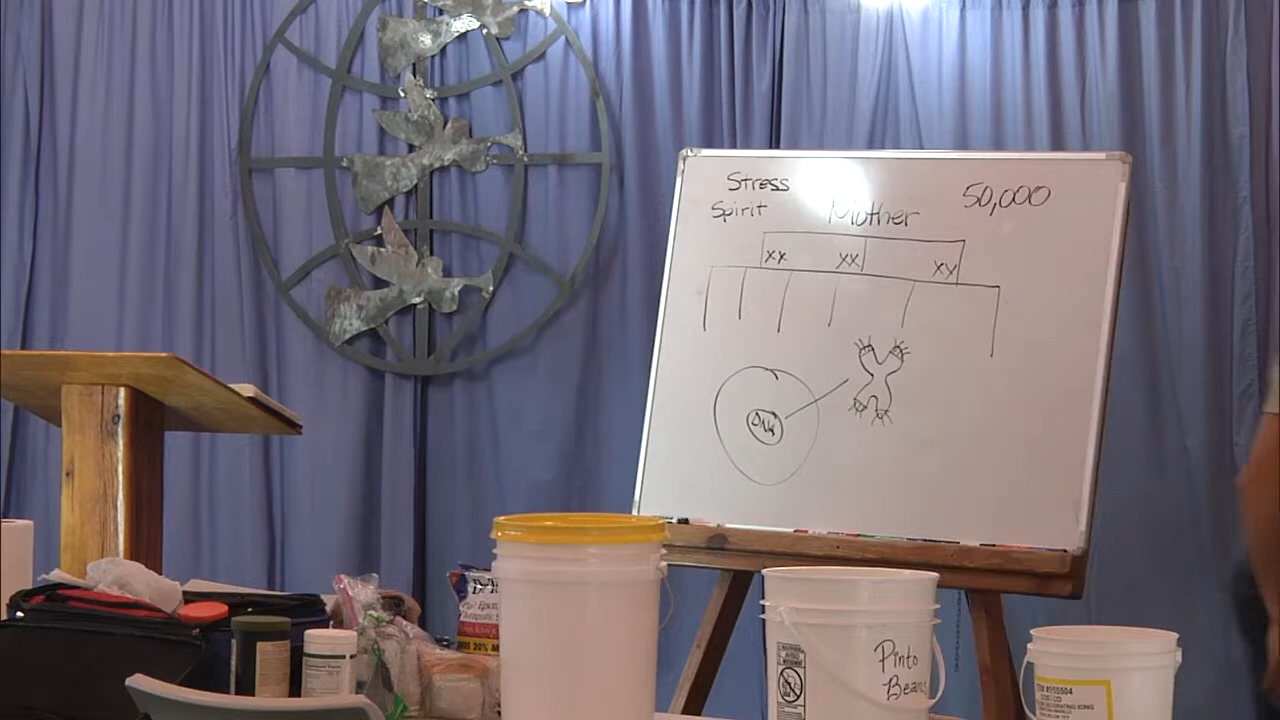 Stress
50,000
Spirit
Mother
XX
XX
XY
DNA
Pinto
Beans